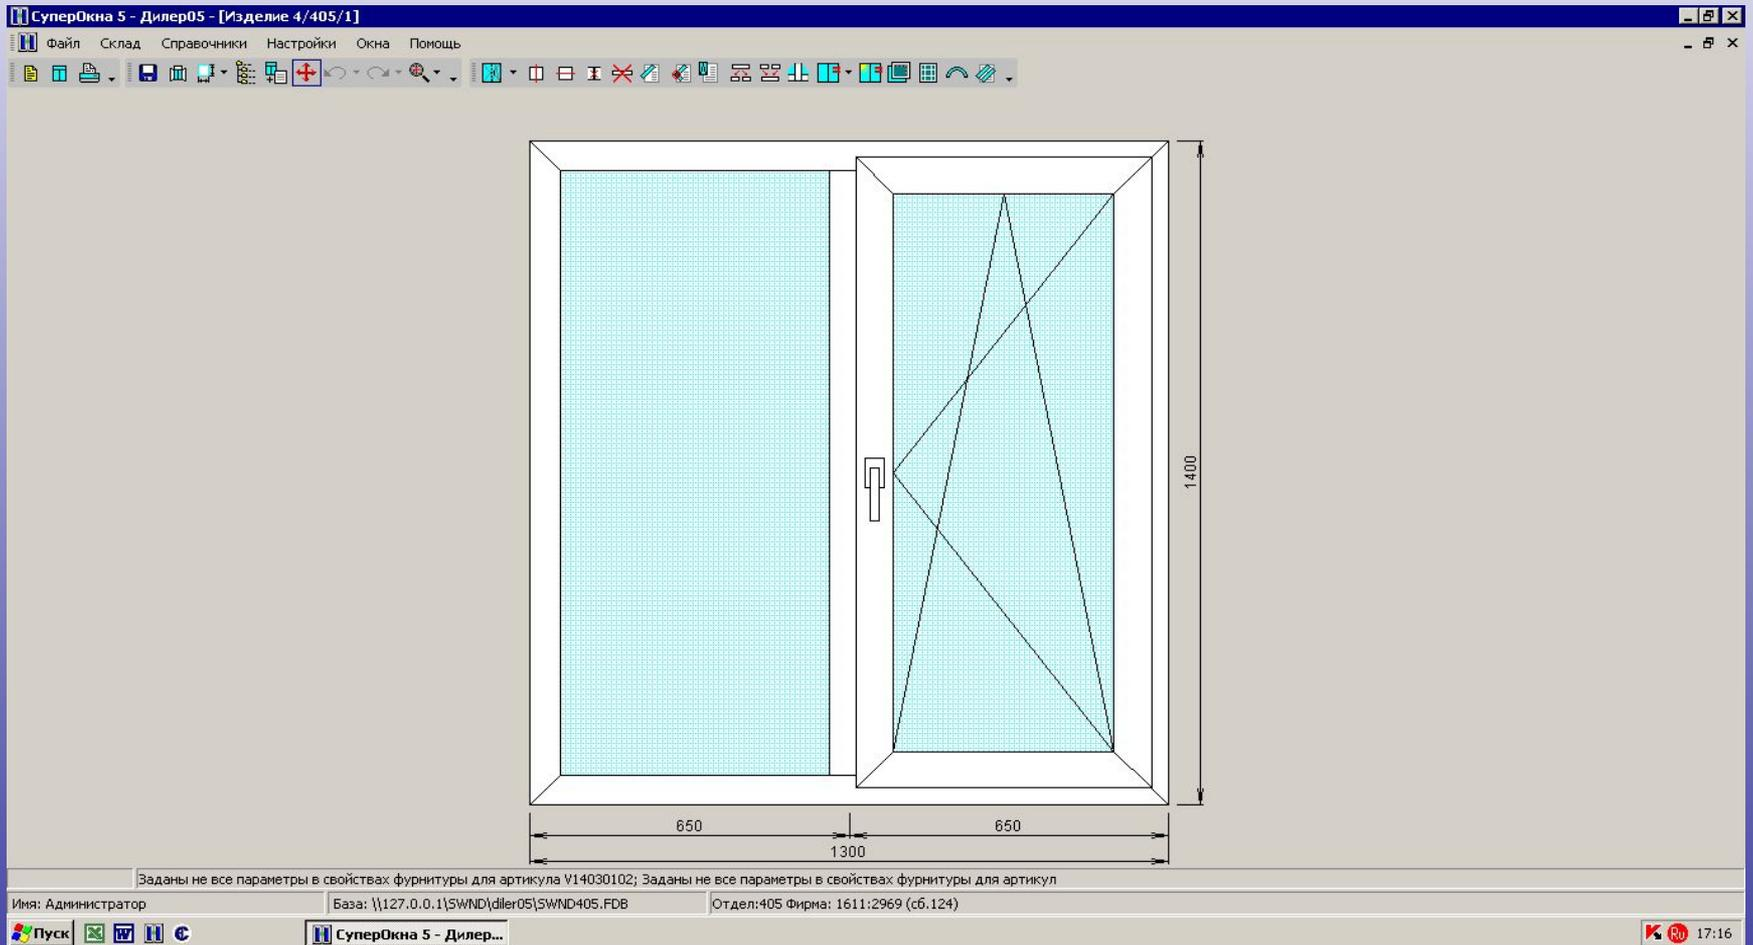 СуперОкна 5 - Дилер05 - [Изделие 4/405/1]
Файл Склад Справочники Настройки Окна Помощь
1400
650 650
1300
Заданы не все параметры в свойствах фурнитуры для артикула V14030102; Заданы не все параметры в свойствах фурнитуры для артикул
Имя: Администратор База: \\127.0.0.1\SWND\diler05\SWND405.FDB Отдел:405 Фирма: 1611:2969 (сб.124)
Пуск СуперОкна 5 - Дилер... Ru 17:16